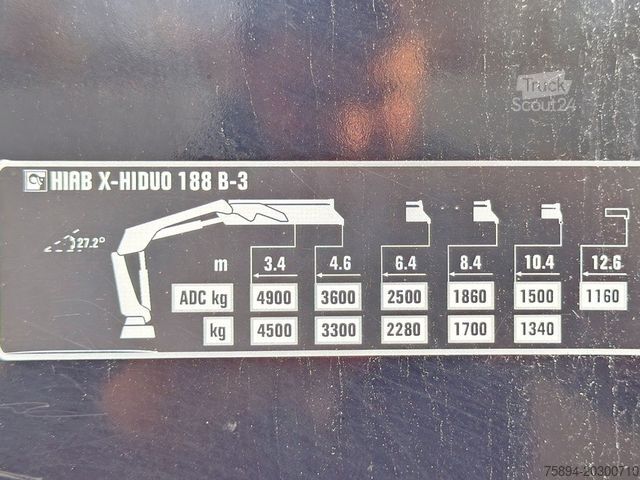 Truck
Scout24
HIAB X-HIDUO 188 B-3
27.2°
m 3.4 4.6 6.4 8.4 10.4 12.6
ADC kg 4900 3600 2500 1860 1500 1160
kg 4500 3300 2280 1700 1340
75894-20300710